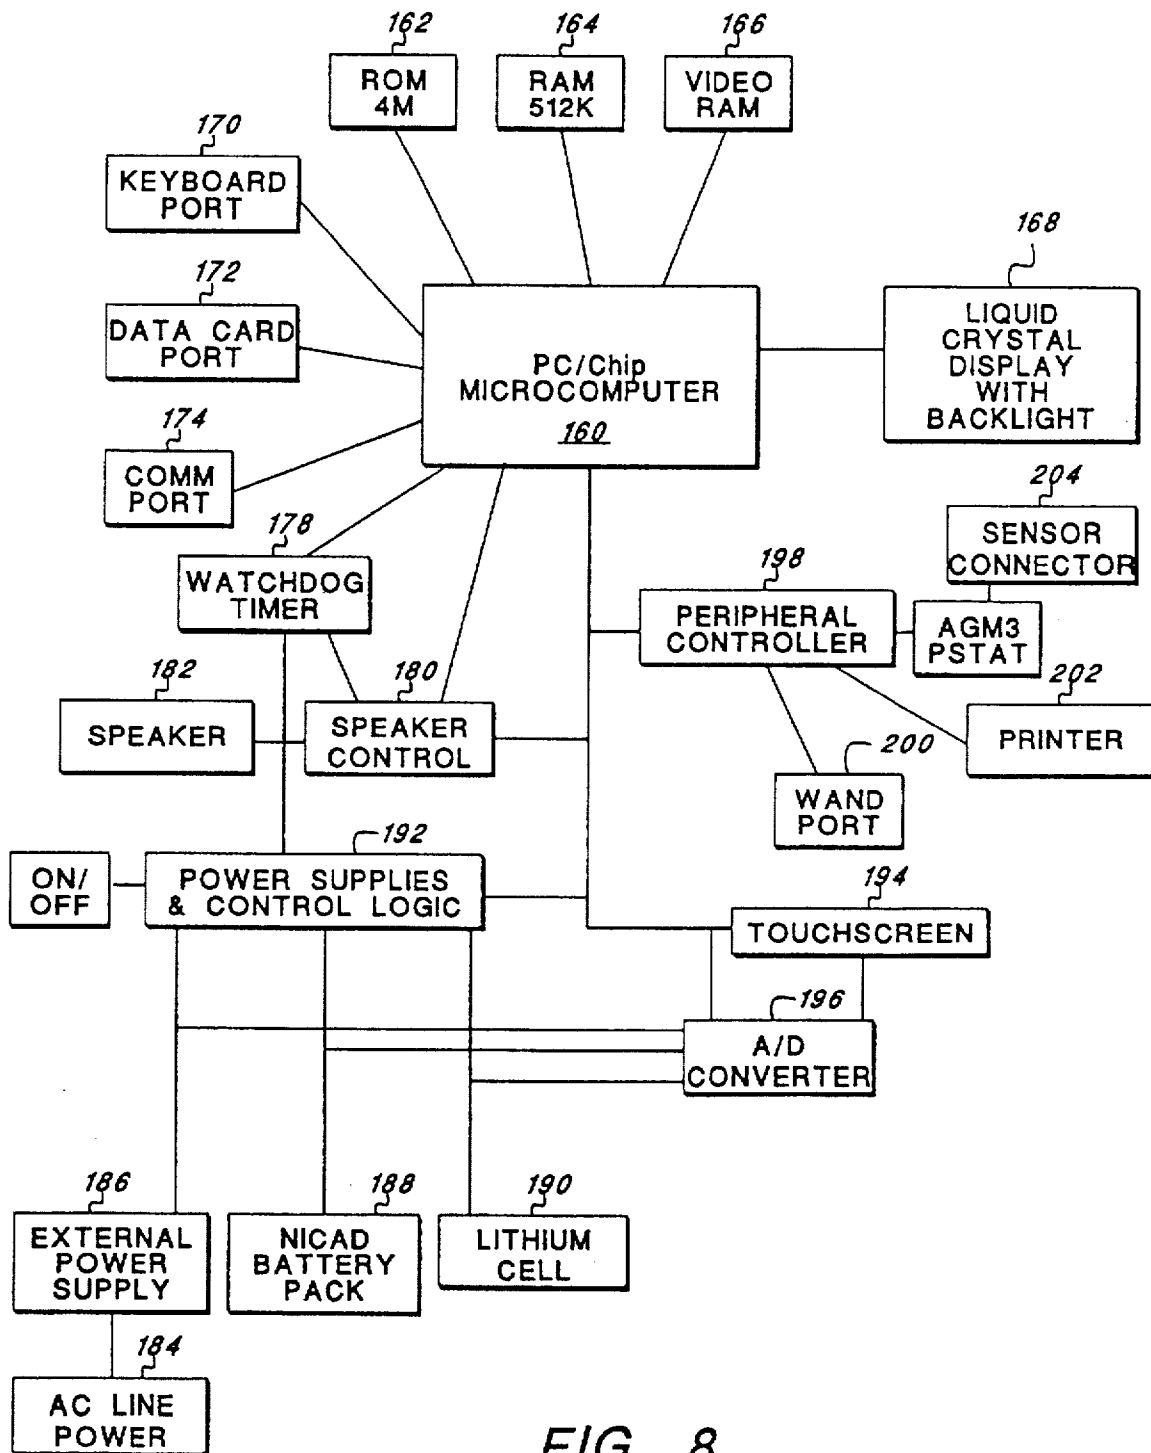 162
ROM
4M
164
RAM
512K
166
VIDEO
RAM
170
KEYBOARD
PORT
172
DATA CARD
PORT
174
COMM
PORT
PC/Chip
MICROCOMPUTER
160
168
LIQUID
CRYSTAL
DISPLAY
WITH
BACKLIGHT
178
WATCHDOG
TIMER
204
SENSOR
CONNECTOR
198
PERIPHERAL
CONTROLLER
AGM3
PSTAT
182
SPEAKER
180
SPEAKER
CONTROL
202
PRINTER
200
WAND
PORT
ON/
OFF
192
POWER SUPPLIES
& CONTROL LOGIC
194
TOUCHSCREEN
196
A/D
CONVERTER
186
EXTERNAL
POWER
SUPPLY
188
NICAD
BATTERY
PACK
190
LITHIUM
CELL
184
AC LINE
POWER
FIG. 8